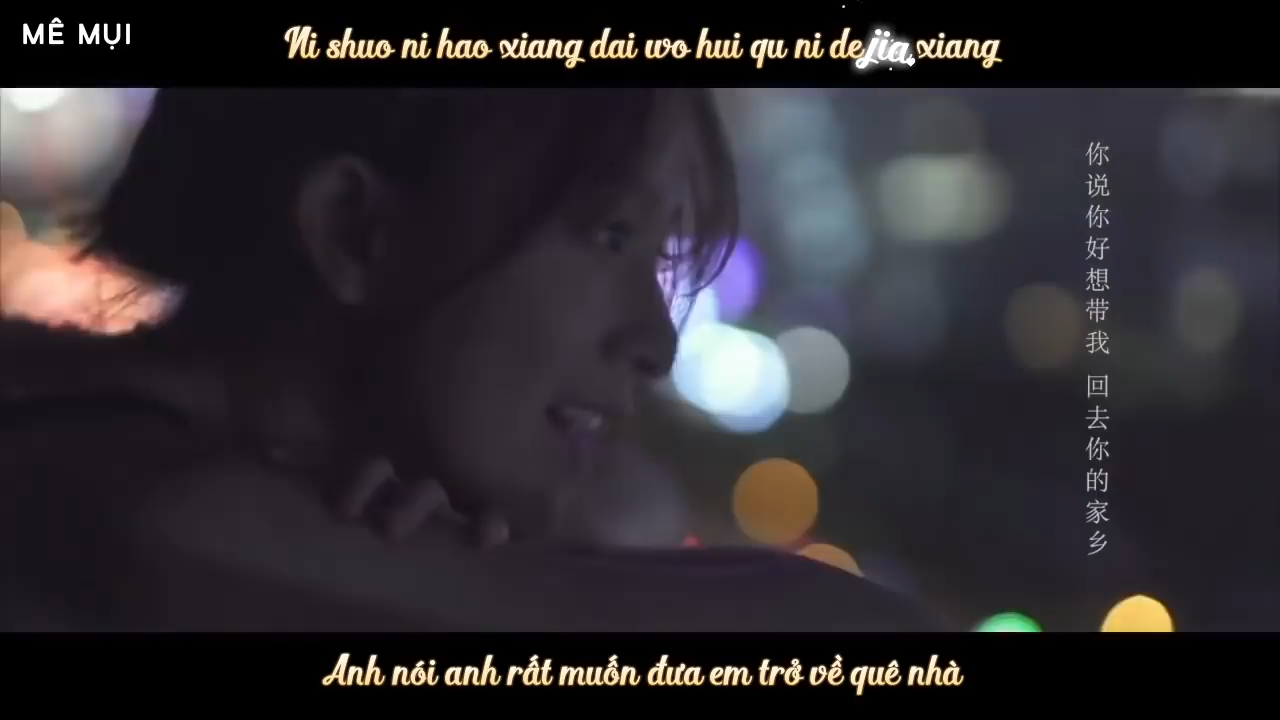 MÊ MỤI
Ni shuo ni hao xiang dai wo hui qu ni de jia xiang
你说你好想带我 回去你的家乡
Anh nói anh rất muốn đưa em trở về quê nhà